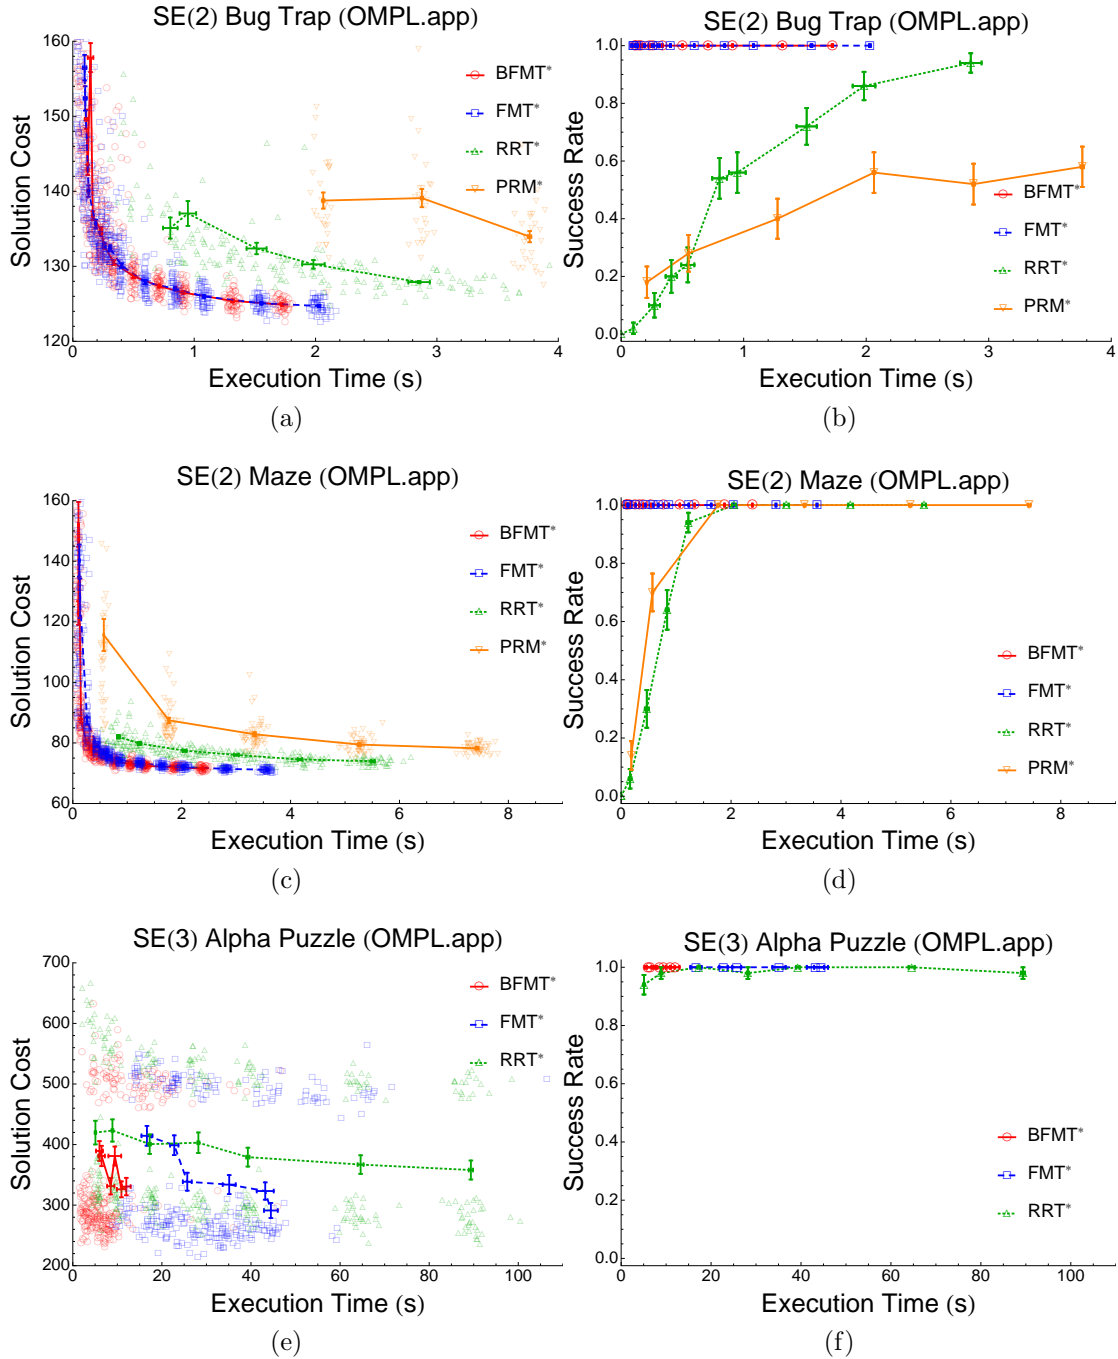 SE(2) Bug Trap (OMPL.app)
160
150
140
130
120
Solution Cost
BFMT*
FMT*
RRT*
PRM*
0
1
2
3
4
Execution Time (s)
(a)
SE(2) Bug Trap (OMPL.app)
1.0
0.8
0.6
0.4
0.2
0.0
Success Rate
BFMT*
FMT*
RRT*
PRM*
0
1
2
3
4
Execution Time (s)
(b)
SE(2) Maze (OMPL.app)
160
140
120
100
80
60
Solution Cost
BFMT*
FMT*
RRT*
PRM*
0
2
4
6
8
Execution Time (s)
(c)
SE(2) Maze (OMPL.app)
1.0
0.8
0.6
0.4
0.2
0.0
Success Rate
BFMT*
FMT*
RRT*
PRM*
0
2
4
6
8
Execution Time (s)
(d)
SE(3) Alpha Puzzle (OMPL.app)
700
600
500
400
300
200
Solution Cost
BFMT*
FMT*
RRT*
0
20
40
60
80
100
Execution Time (s)
(e)
SE(3) Alpha Puzzle (OMPL.app)
1.0
0.8
0.6
0.4
0.2
0.0
Success Rate
BFMT*
FMT*
RRT*
0
20
40
60
80
100
Execution Time (s)
(f)